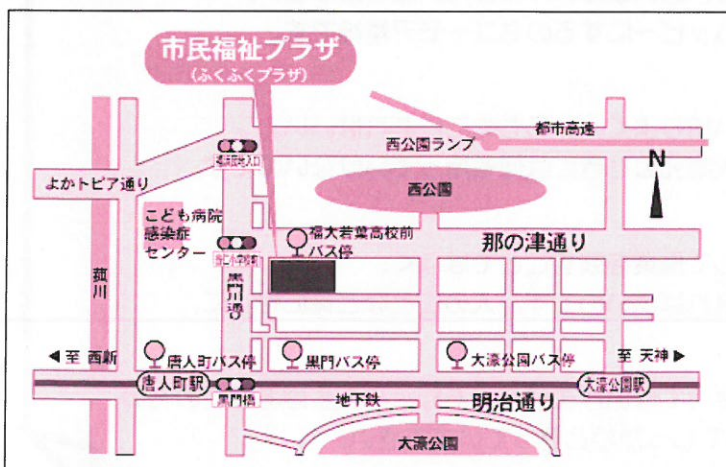 市民福祉プラザ
（ふくふくプラザ）
都市高速
西公園ランプ
よかトピア通り
西公園
N
こども病院
感染症
センター
福大若葉高校前
バス停
那の津通り
菰川
黒門川通り
◀至 西新
唐人町バス停
黒門バス停
大濠公園バス停
至 天神▶
唐人町駅
黒門橋
地下鉄
明治通り
大濠公園駅
大濠公園